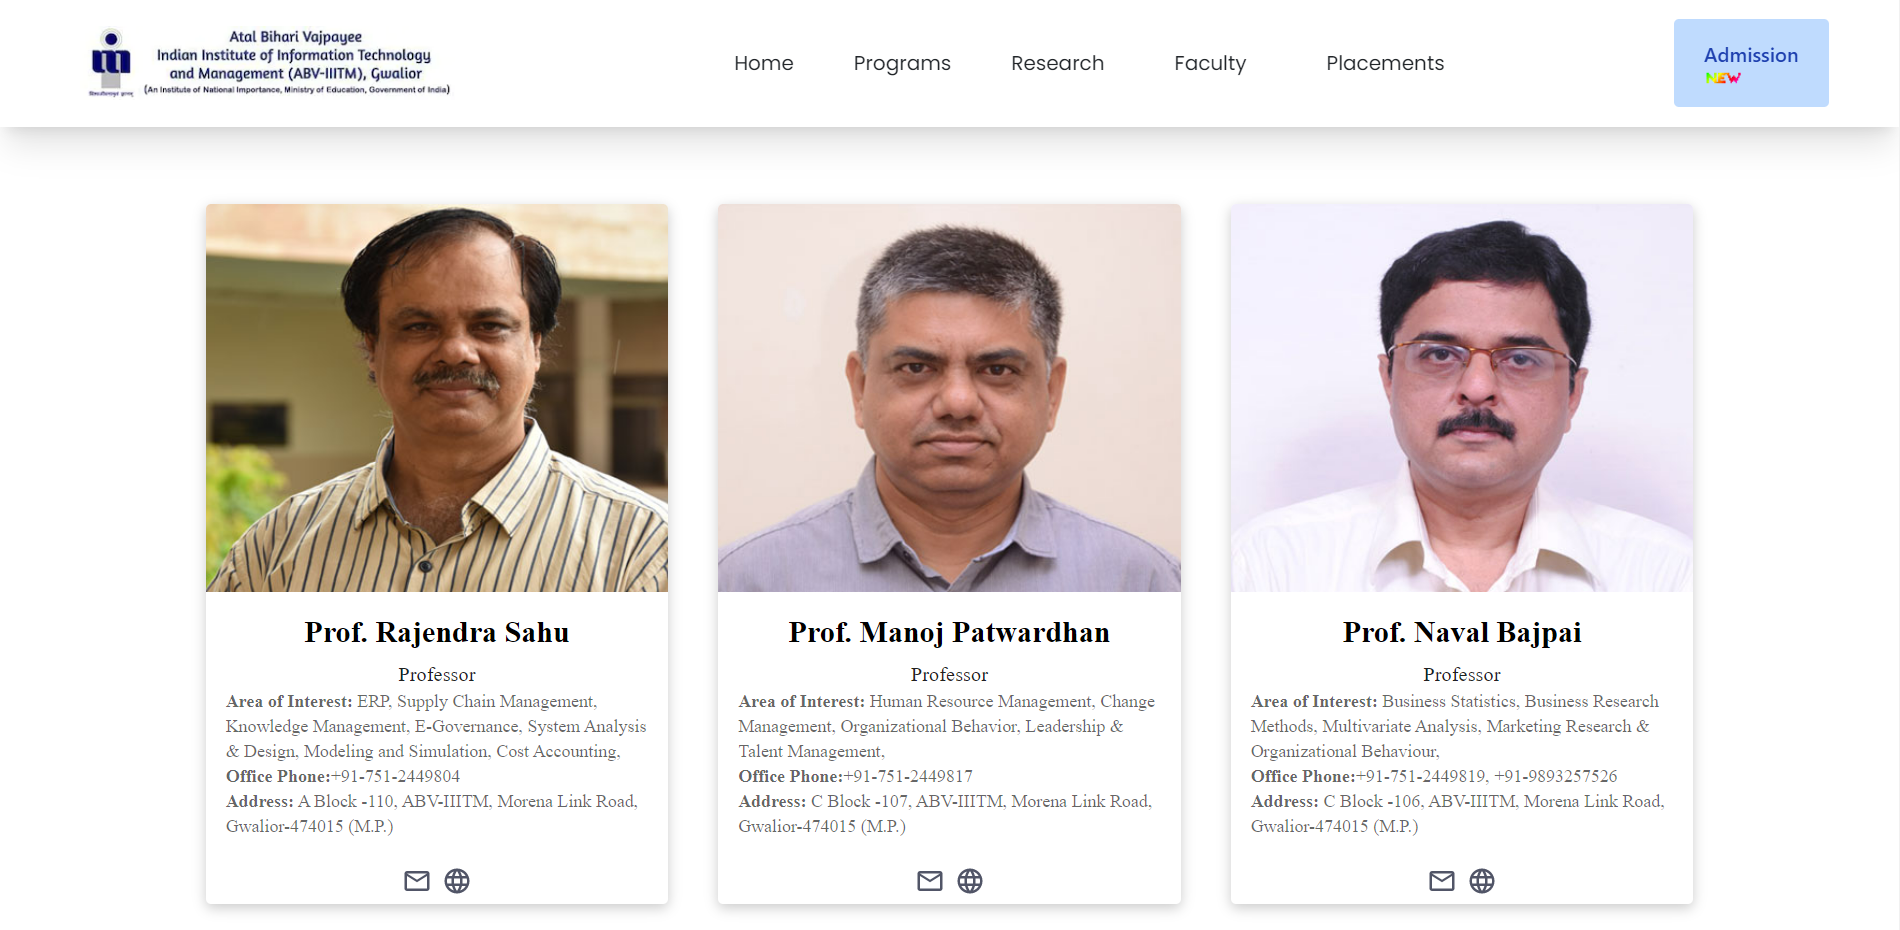 Atal Bihari Vajpayee
Indian Institute of Information Technology
and Management (ABV-IIITM), Gwalior
(An Institute of National Importance, Ministry of Education, Government of India)
Home Programs Research Faculty Placements
Admission
NEW
Prof. Rajendra Sahu
Professor
Area of Interest: ERP, Supply Chain Management,
Knowledge Management, E-Governance, System Analysis
& Design, Modeling and Simulation, Cost Accounting,
Office Phone:+91-751-2449804
Address: A Block -110, ABV-IIITM, Morena Link Road,
Gwalior-474015 (M.P.)
Prof. Manoj Patwardhan
Professor
Area of Interest: Human Resource Management, Change
Management, Organizational Behavior, Leadership &
Talent Management,
Office Phone:+91-751-2449817
Address: C Block -107, ABV-IIITM, Morena Link Road,
Gwalior-474015 (M.P.)
Prof. Naval Bajpai
Professor
Area of Interest: Business Statistics, Business Research
Methods, Multivariate Analysis, Marketing Research &
Organizational Behaviour,
Office Phone:+91-751-2449819, +91-9893257526
Address: C Block -106, ABV-IIITM, Morena Link Road,
Gwalior-474015 (M.P.)